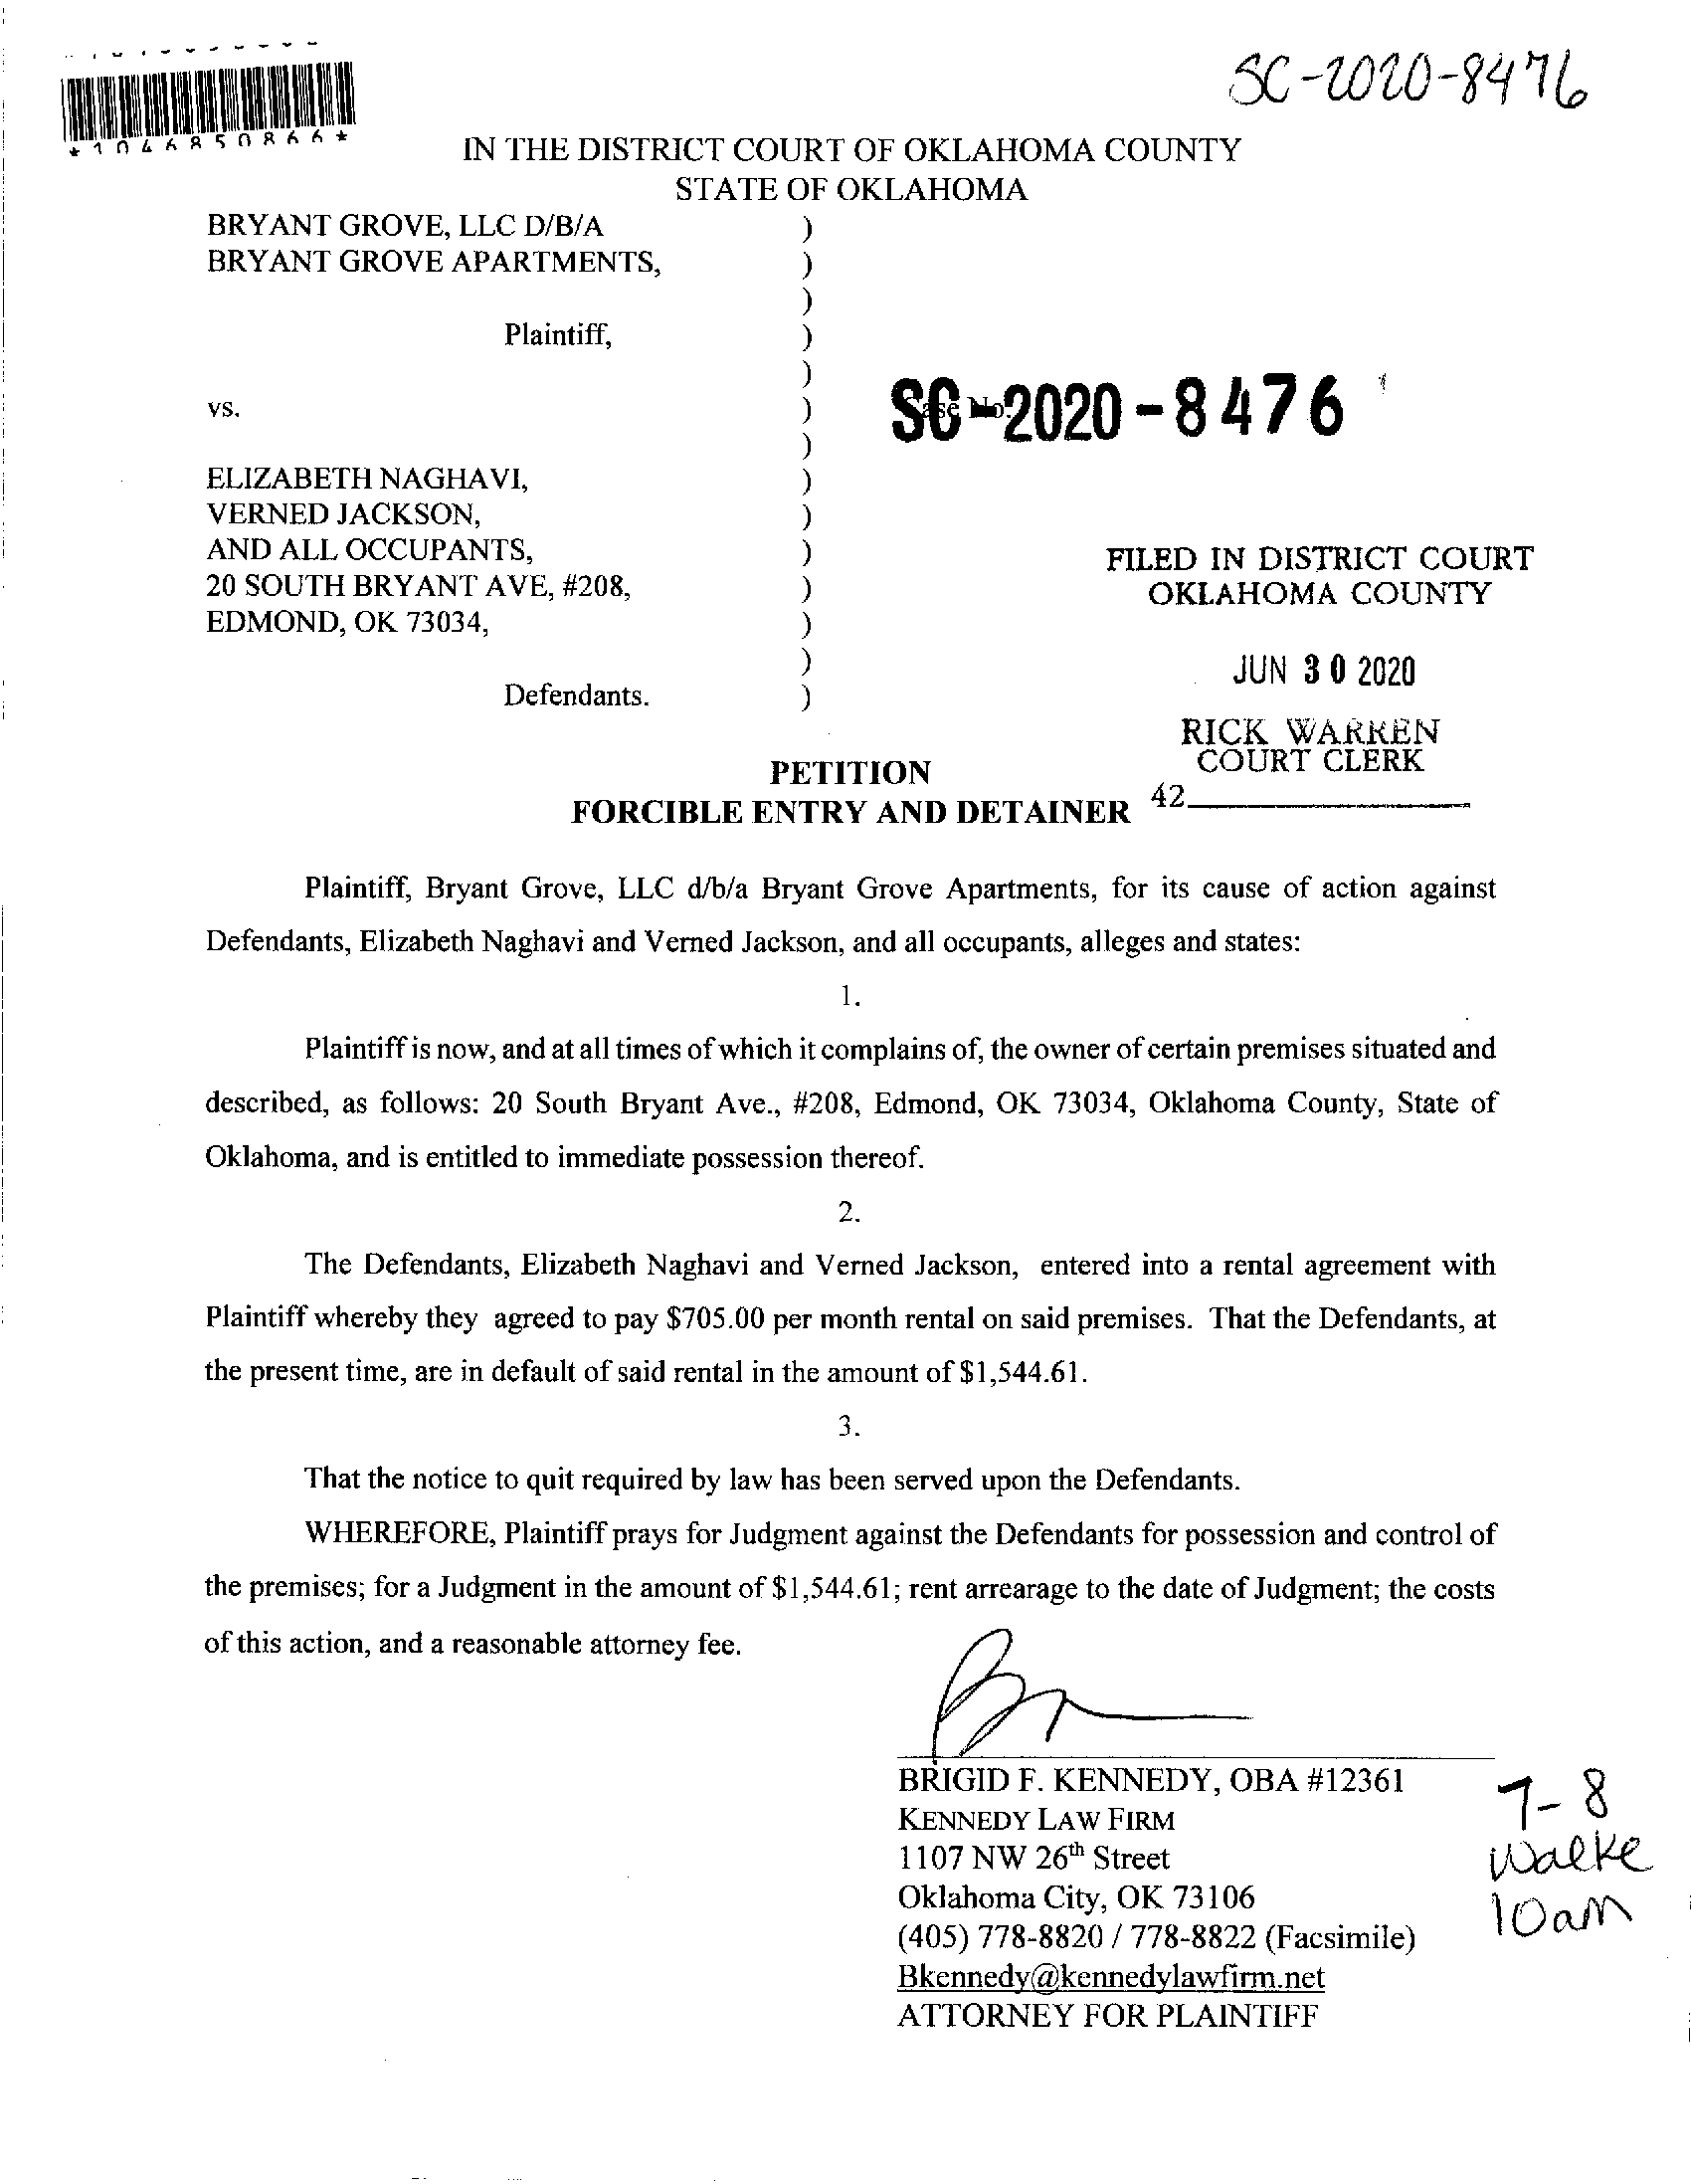 SC-2020-8476
*1046850866*
IN THE DISTRICT COURT OF OKLAHOMA COUNTY
STATE OF OKLAHOMA
BRYANT GROVE, LLC D/B/A )
BRYANT GROVE APARTMENTS, )
)
Plaintiff, )
)
vs. )
SC-2020-8476
)
ELIZABETH NAGHAVI, )
VERNED JACKSON, )
AND ALL OCCUPANTS, )
20 SOUTH BRYANT AVE, #208, )
EDMOND, OK 73034, )
)
Defendants. )
FILED IN DISTRICT COURT
OKLAHOMA COUNTY
JUN 30 2020
RICK WARREN
COURT CLERK
42
PETITION
FORCIBLE ENTRY AND DETAINER
Plaintiff, Bryant Grove, LLC d/b/a Bryant Grove Apartments, for its cause of action against
Defendants, Elizabeth Naghavi and Verned Jackson, and all occupants, alleges and states:
1.
Plaintiff is now, and at all times of which it complains of, the owner of certain premises situated and
described, as follows: 20 South Bryant Ave., #208, Edmond, OK 73034, Oklahoma County, State of
Oklahoma, and is entitled to immediate possession thereof.
2.
The Defendants, Elizabeth Naghavi and Verned Jackson, entered into a rental agreement with
Plaintiff whereby they agreed to pay $705.00 per month rental on said premises. That the Defendants, at
the present time, are in default of said rental in the amount of $1,544.61.
3.
That the notice to quit required by law has been served upon the Defendants.
WHEREFORE, Plaintiff prays for Judgment against the Defendants for possession and control of
the premises; for a Judgment in the amount of $1,544.61; rent arrearage to the date of Judgment; the costs
of this action, and a reasonable attorney fee.
BRIGID F. KENNEDY, OBA #12361
KENNEDY LAW FIRM
1107 NW 26th Street
Oklahoma City, OK 73106
(405) 778-8820 / 778-8822 (Facsimile)
Bkennedy@kennedylawfirm.net
ATTORNEY FOR PLAINTIFF
7-8
Walke
10am